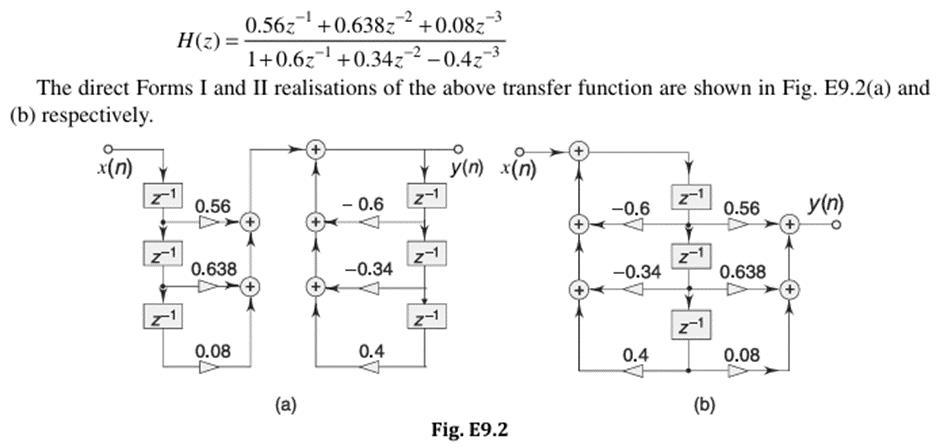 H(z) = (0.56z⁻¹ + 0.638z⁻² + 0.08z⁻³) / (1 + 0.6z⁻¹ + 0.34z⁻² − 0.4z⁻³)
The direct Forms I and II realisations of the above transfer function are shown in Fig. E9.2(a) and
(b) respectively.
x(n)
z⁻¹
0.56
+
z⁻¹
0.638
+
z⁻¹
0.08
+
y(n)
− 0.6
z⁻¹
+
−0.34
z⁻¹
+
0.4
z⁻¹
(a)
x(n)
+
−0.6
z⁻¹
0.56
y(n)
+
+
−0.34
z⁻¹
0.638
+
+
z⁻¹
0.4
0.08
(b)
Fig. E9.2